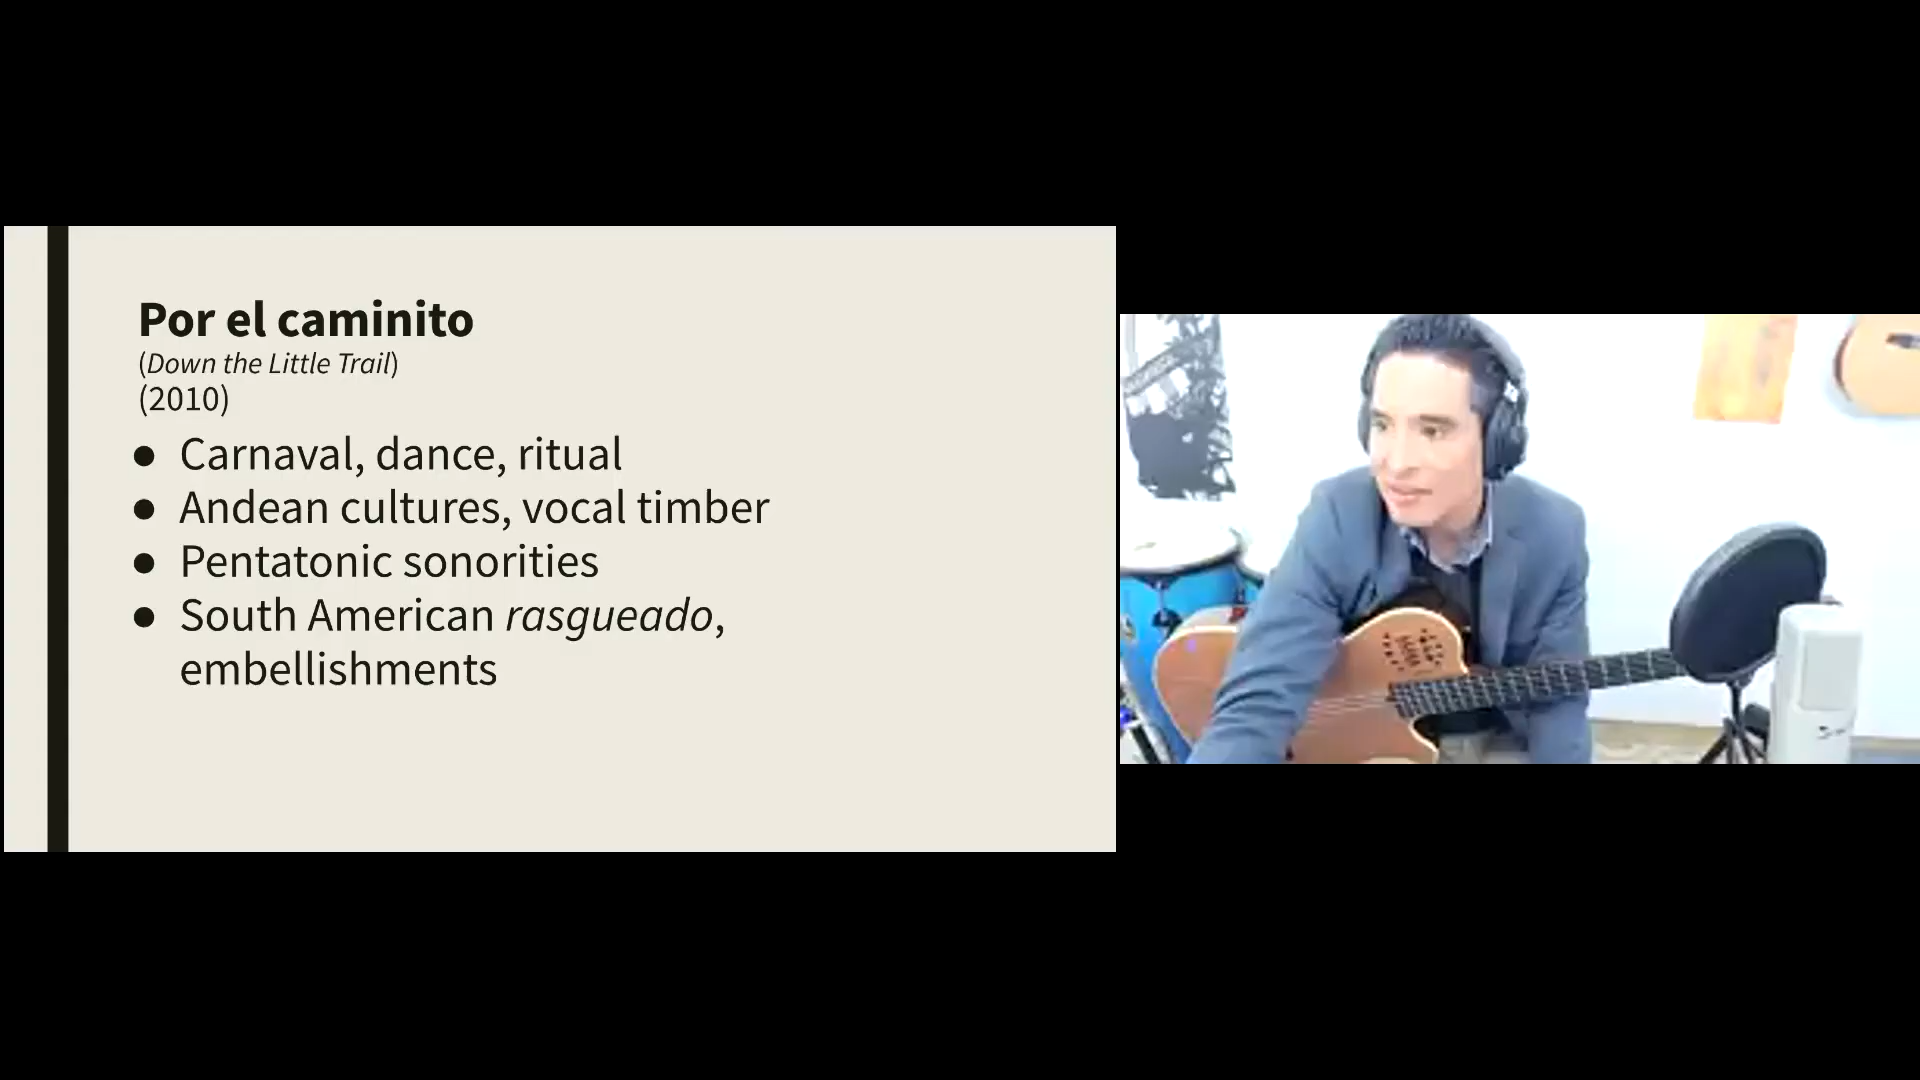 Por el caminito
(Down the Little Trail)
(2010)
● Carnaval, dance, ritual
● Andean cultures, vocal timber
● Pentatonic sonorities
● South American rasgueado,
embellishments